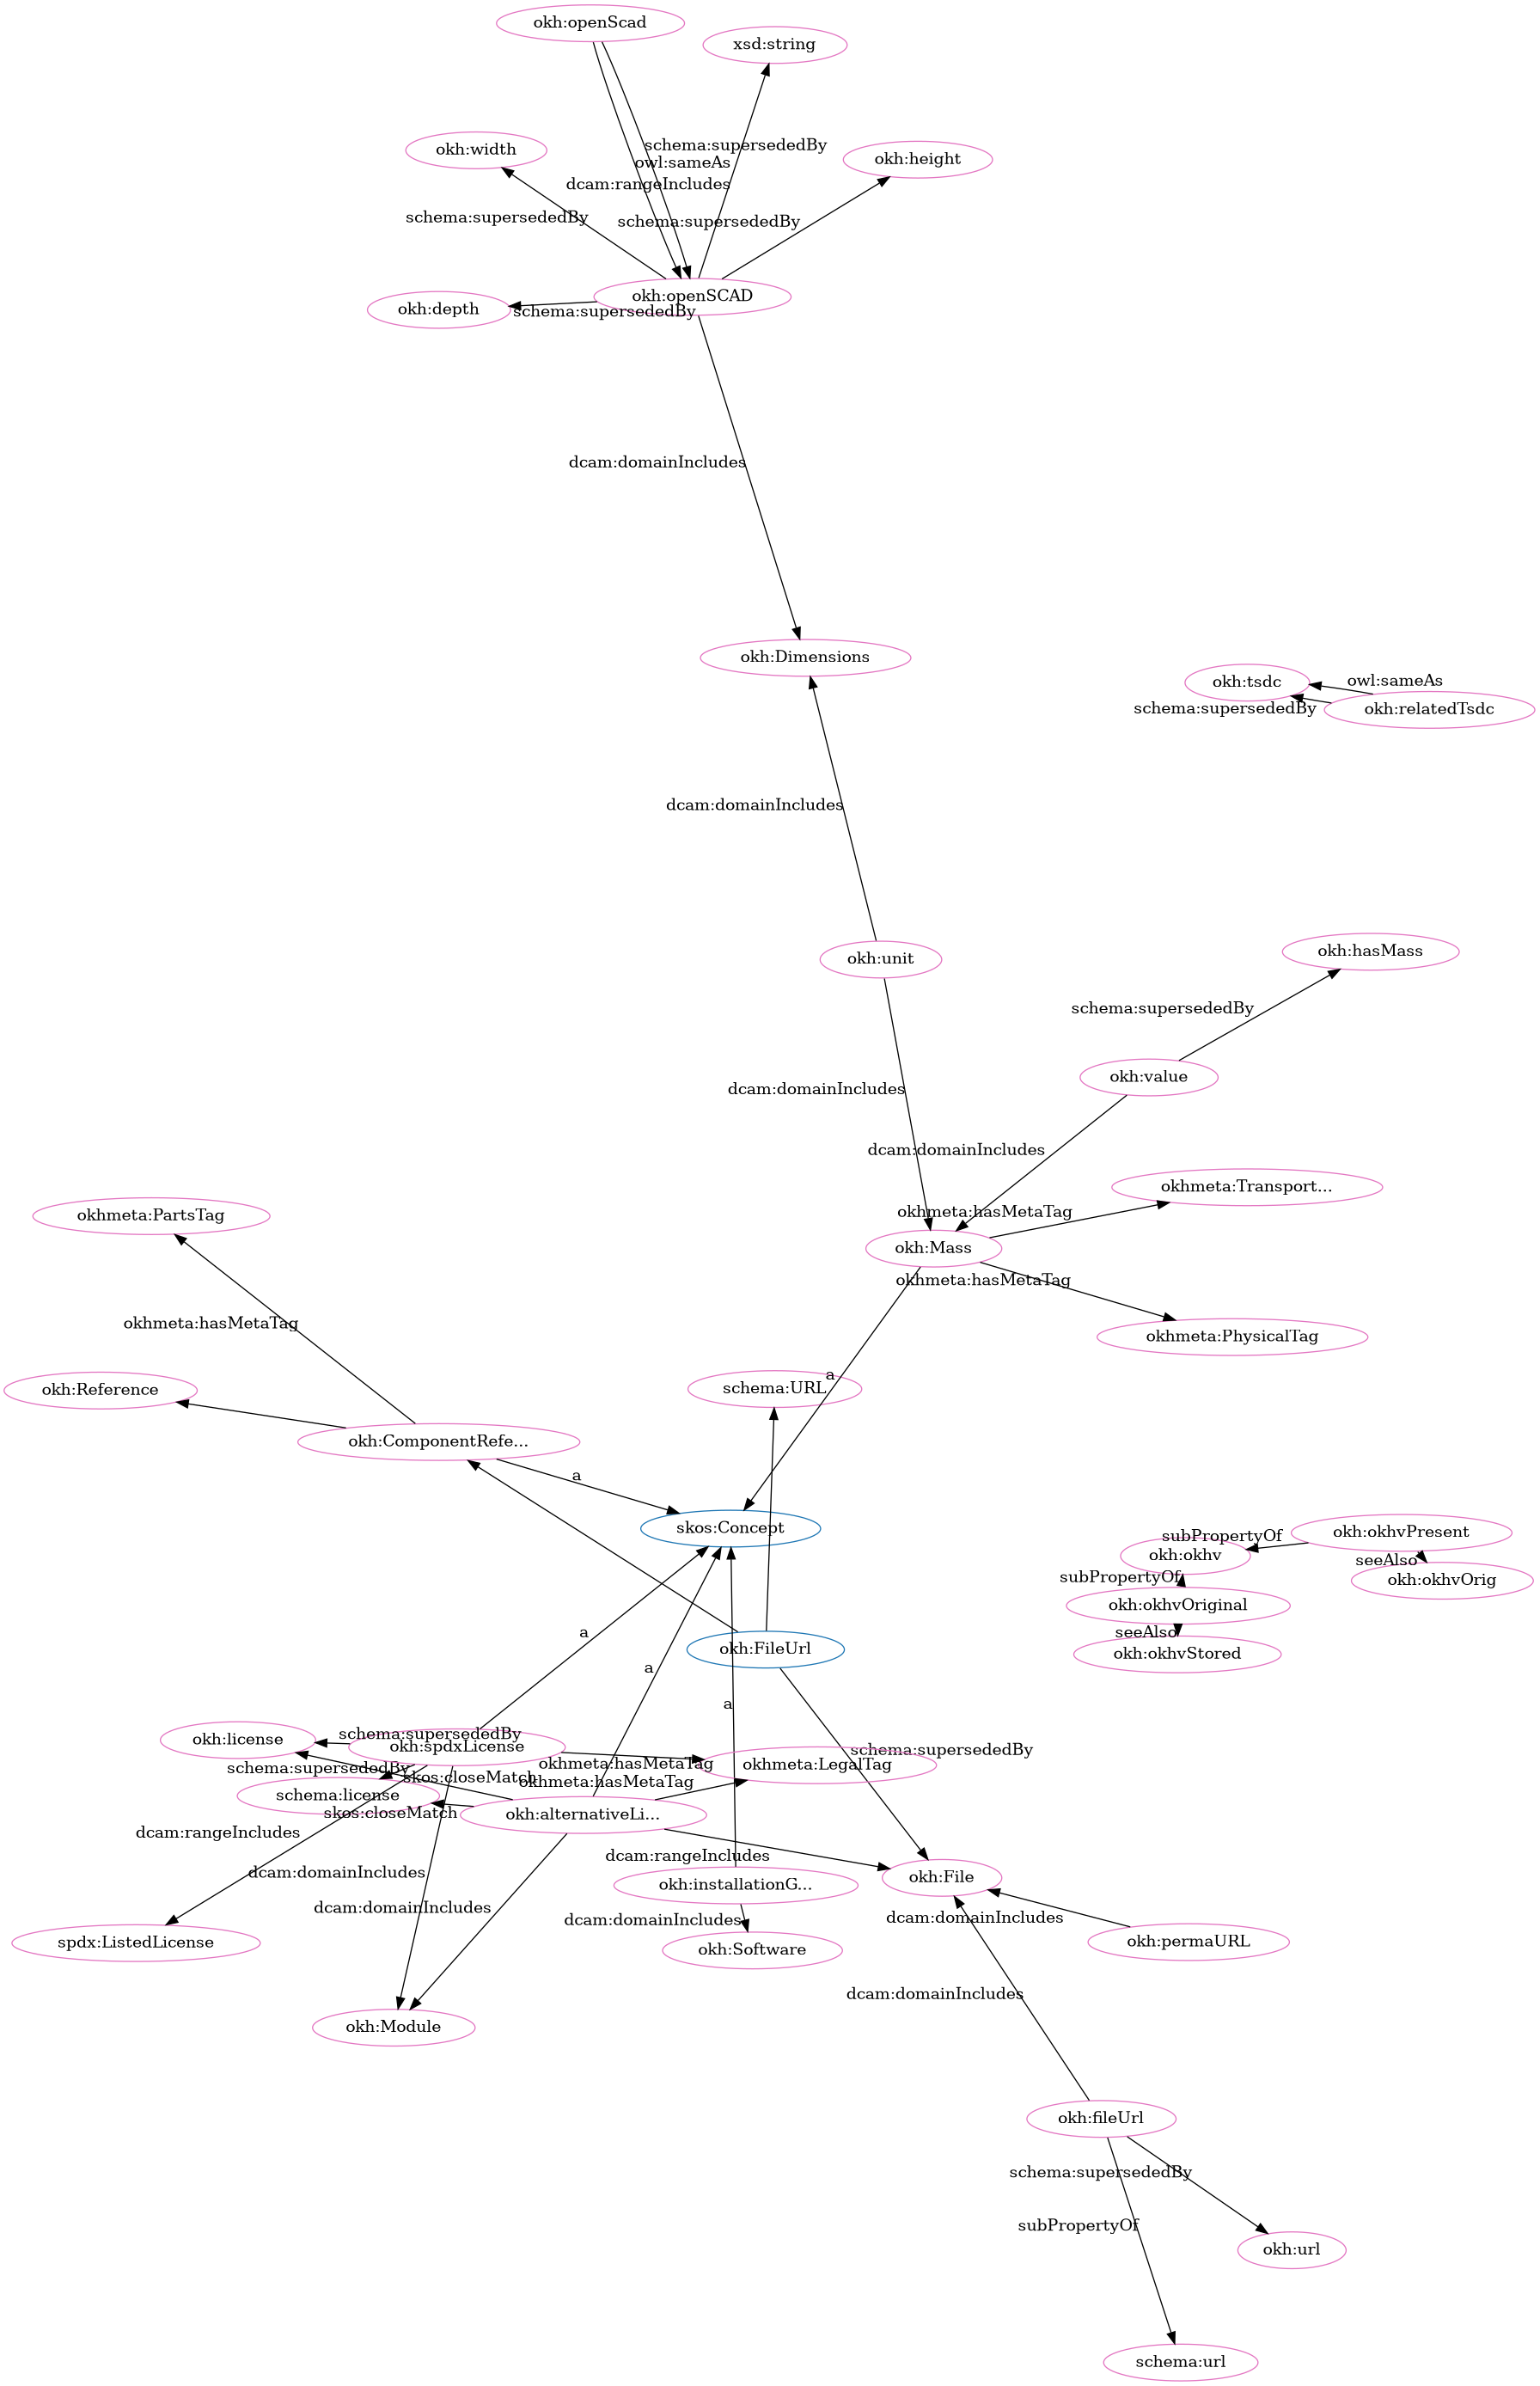 okh:openScad
xsd:string
schema:supersededBy
okh:width
okh:height
owl:sameAs
dcam:rangeIncludes
schema:supersededBy
schema:supersededBy
okh:openSCAD
okh:depth
schema:supersededBy
dcam:domainIncludes
okh:Dimensions
okh:tsdc
owl:sameAs
schema:supersededBy
okh:relatedTsdc
dcam:domainIncludes
okh:unit
okh:hasMass
schema:supersededBy
okh:value
dcam:domainIncludes
dcam:domainIncludes
okhmeta:Transport...
okhmeta:PartsTag
okhmeta:hasMetaTag
okh:Mass
okhmeta:hasMetaTag
okhmeta:hasMetaTag
okhmeta:PhysicalTag
a
okh:Reference
schema:URL
okh:ComponentRefe...
a
skos:Concept
okh:okhvPresent
subPropertyOf
okh:okhv
seeAlso
subPropertyOf
okh:okhvOrig
okh:okhvOriginal
a
seeAlso
okh:FileUrl
okh:okhvStored
a
a
okh:license
schema:supersededBy
okh:spdxLicense
schema:supersededBy
okhmeta:hasMetaTag
okhmeta:LegalTag
schema:supersededBy
skos:closeMatch
okhmeta:hasMetaTag
schema:license
skos:closeMatch
okh:alternativeLi...
dcam:rangeIncludes
dcam:rangeIncludes
dcam:domainIncludes
okh:File
okh:installationG...
dcam:domainIncludes
dcam:domainIncludes
dcam:domainIncludes
spdx:ListedLicense
okh:Software
okh:permaURL
dcam:domainIncludes
okh:Module
okh:fileUrl
schema:supersededBy
subPropertyOf
okh:url
schema:url